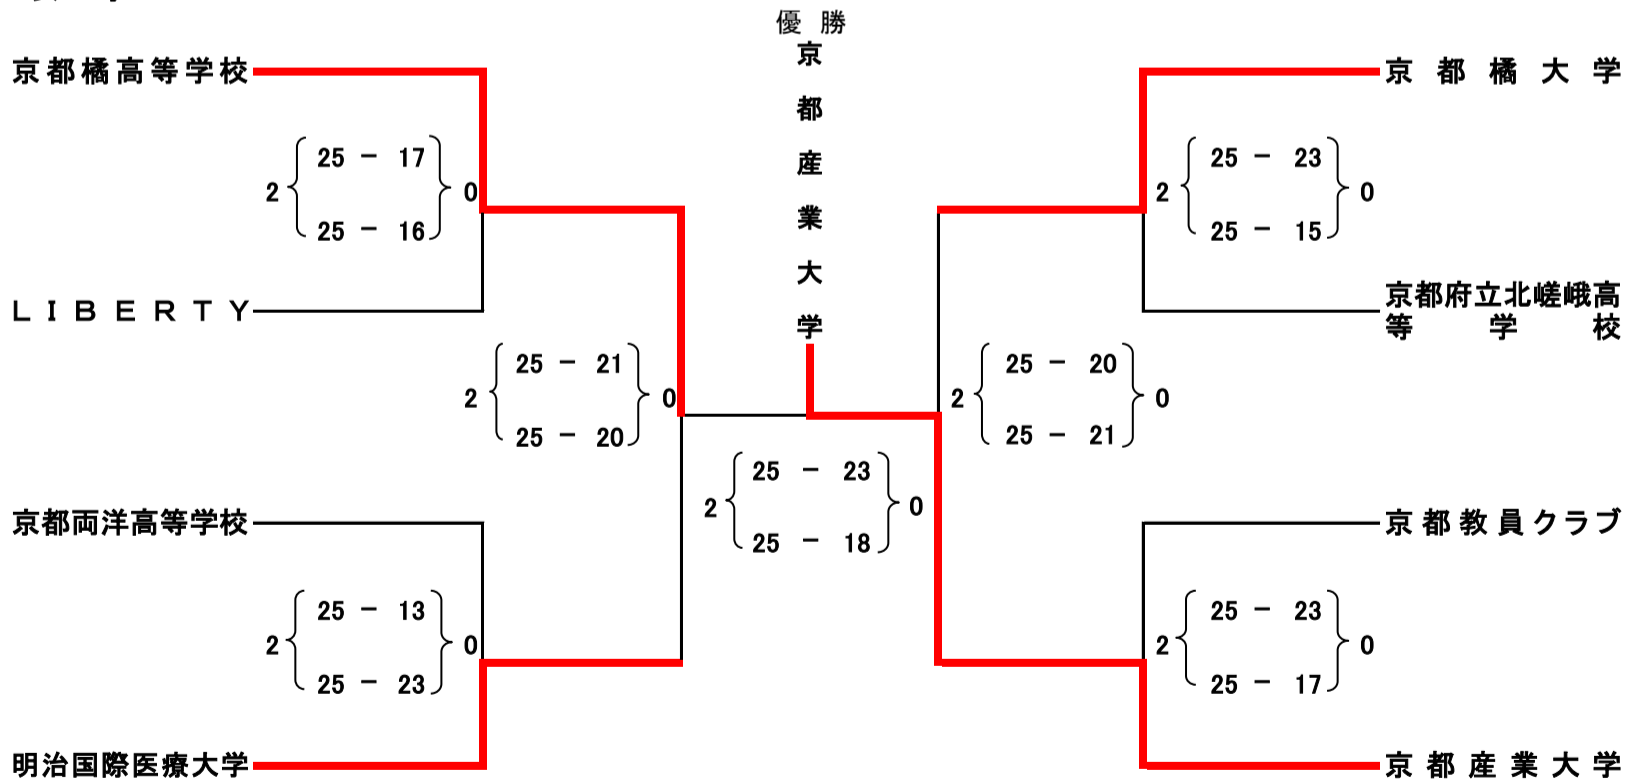 優勝
京都産業大学
京都橘高等学校
2 25 － 17 0
25 － 16
LIBERTY
25 － 21
2 0
25 － 20
京都両洋高等学校
25 － 13
2 0
25 － 23
明治国際医療大学
25 － 23
2 0
25 － 18
京都橘大学
25 － 23
2 0
25 － 15
京都府立北嵯峨高
等学校
25 － 20
2 0
25 － 21
京都教員クラブ
25 － 23
2 0
25 － 17
京都産業大学